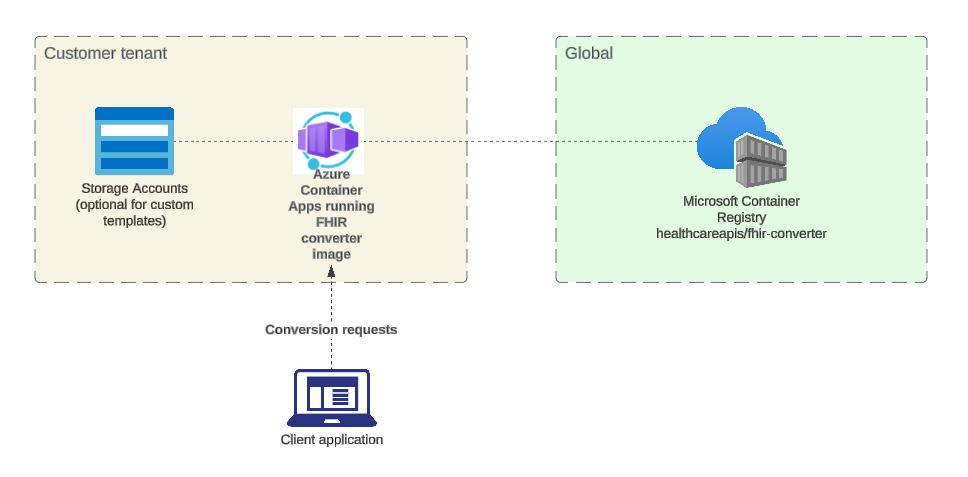 Customer tenant
Global
Storage Accounts
(optional for custom
templates)
Azure
Container
Apps running
FHIR
converter
image
Microsoft Container
Registry
healthcareapis/fhir-converter
Conversion requests
Client application